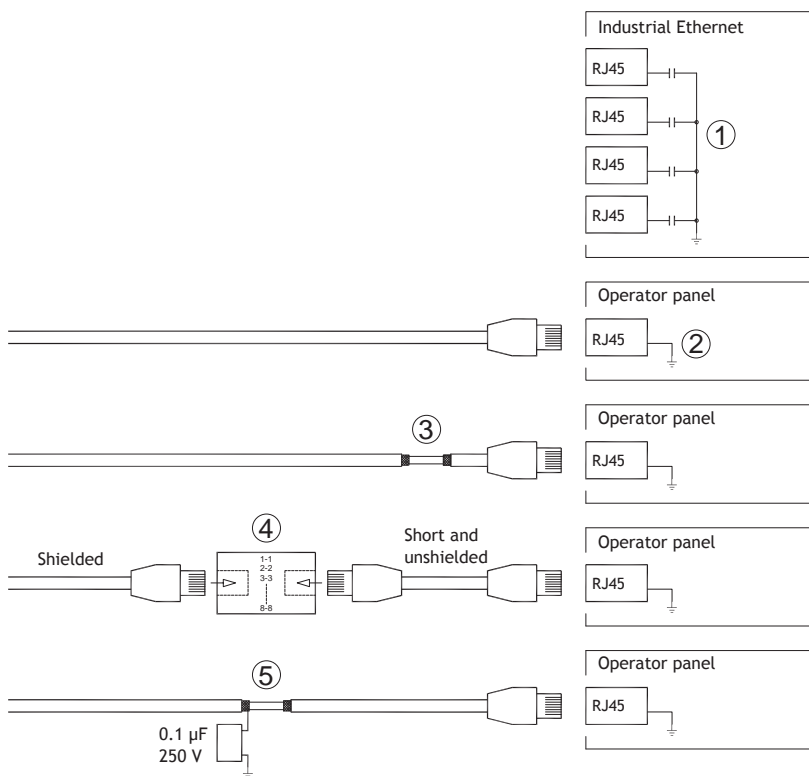 Industrial Ethernet
RJ45
RJ45
RJ45
RJ45
1
Operator panel
RJ45
2
Operator panel
RJ45
3
Operator panel
RJ45
4
Shielded
1-1
2-2
3-3
8-8
Short and
unshielded
Operator panel
RJ45
5
0.1 µF
250 V